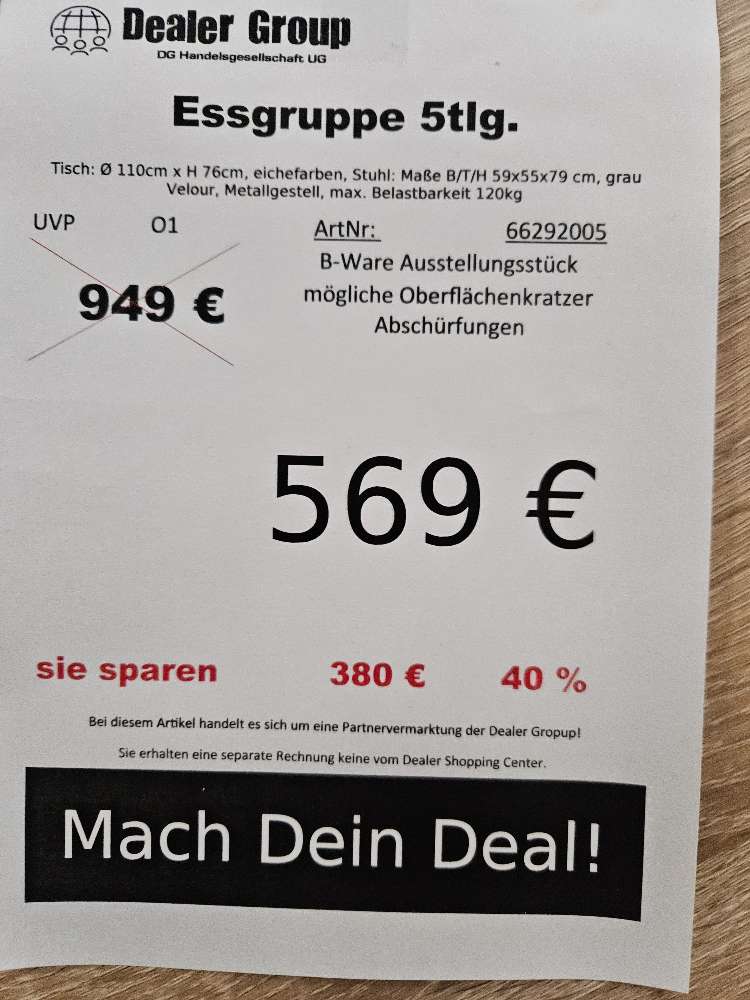 Dealer Group
DG Handelsgesellschaft UG
Essgruppe 5tlg.
Tisch: Ø 110cm x H 76cm, eichefarben, Stuhl: Maße B/T/H 59x55x79 cm, grau
Velour, Metallgestell, max. Belastbarkeit 120kg
UVP O1 ArtNr: 66292005
B-Ware Ausstellungsstück
949 € mögliche Oberflächenkratzer
Abschürfungen
569 €
sie sparen 380 € 40 %
Bei diesem Artikel handelt es sich um eine Partnervermarktung der Dealer Gropup!
Sie erhalten eine separate Rechnung keine vom Dealer Shopping Center.
Mach Dein Deal!